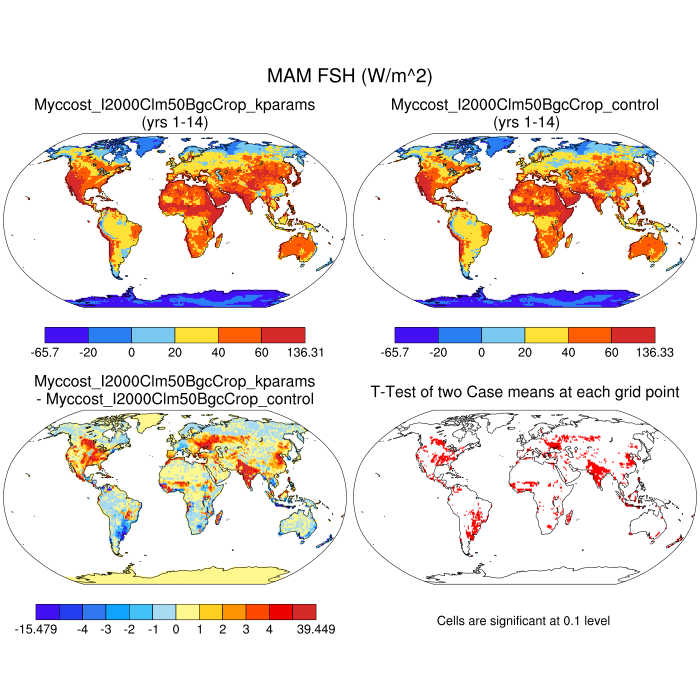 MAM FSH (W/m^2)
Myccost_I2000Clm50BgcCrop_kparams
(yrs 1-14)
Myccost_I2000Clm50BgcCrop_control
(yrs 1-14)
-65.7 -20 0 20 40 60 136.31
-65.7 -20 0 20 40 60 136.33
Myccost_I2000Clm50BgcCrop_kparams
- Myccost_I2000Clm50BgcCrop_control
T-Test of two Case means at each grid point
-15.479 -4 -3 -2 -1 0 1 2 3 4 39.449
Cells are significant at 0.1 level